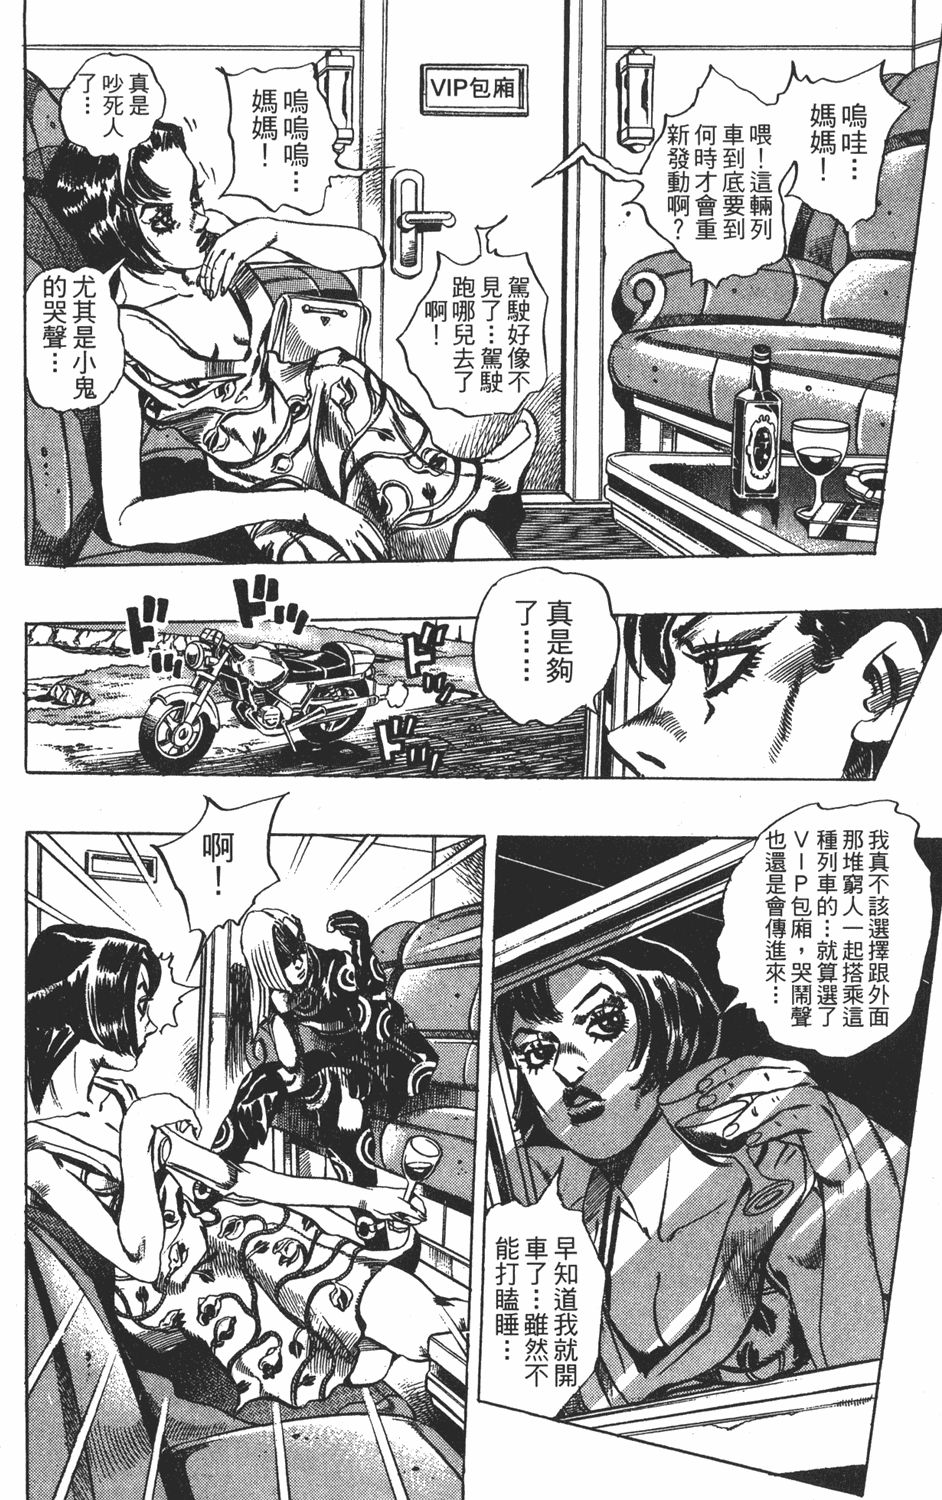 嗚哇…
媽媽！
喂！這輛列
車到底要到
何時才會重
新發動啊？
VIP包廂
嗚嗚嗚…
媽媽！
駕駛好像不
見了…駕駛
跑哪兒去了
啊！
真是
吵死人
了…
尤其是小鬼
的哭聲…
真是夠
了……
ドド
ドド
ドド
ドド
我真不該選擇跟外面
那堆窮人一起搭乘這
種列車的…就算選了
VIP包廂，哭鬧聲
也還是會傳進來…
早知道我就開
車了…雖然不
能打瞌睡…
啊！